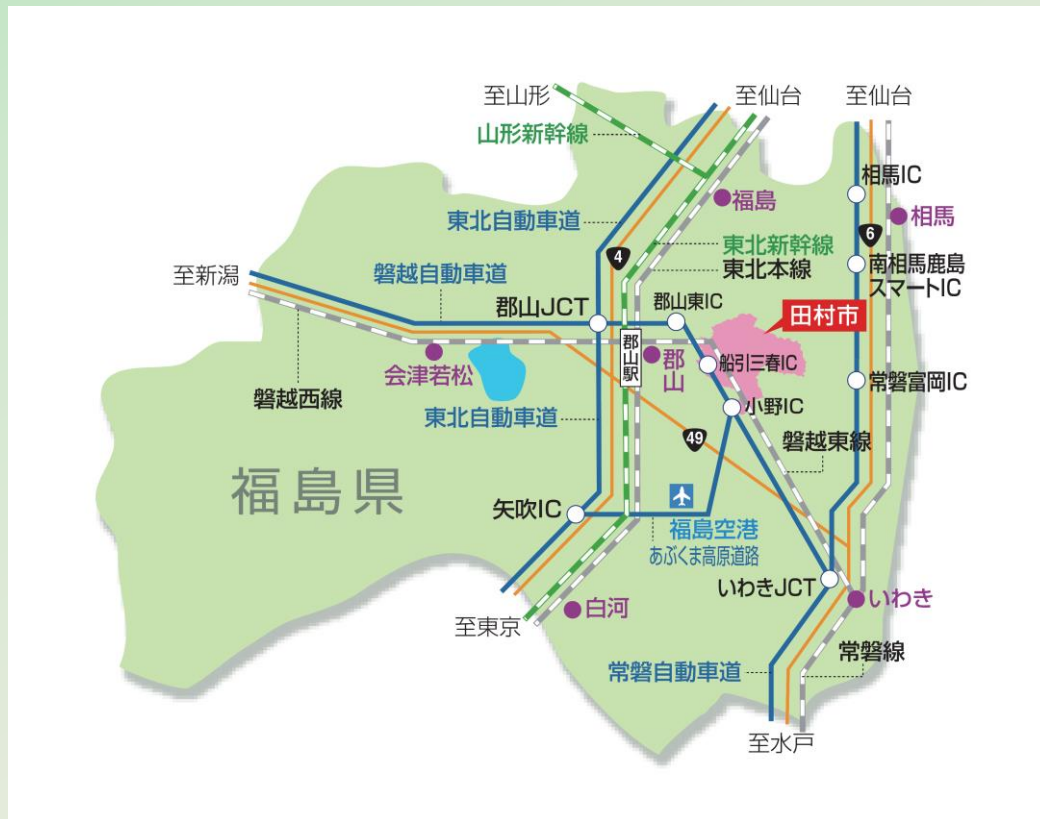 至山形
至仙台
至仙台
山形新幹線
相馬IC
福島
相馬
東北自動車道
4
6
東北新幹線
東北本線
南相馬鹿島
スマートIC
至新潟
磐越自動車道
郡山JCT
郡山東IC
田村市
郡山駅
郡山
船引三春IC
会津若松
常磐富岡IC
磐越西線
東北自動車道
小野IC
49
磐越東線
福島県
矢吹IC
福島空港
あぶくま高原道路
いわきJCT
いわき
白河
至東京
常磐線
常磐自動車道
至水戸